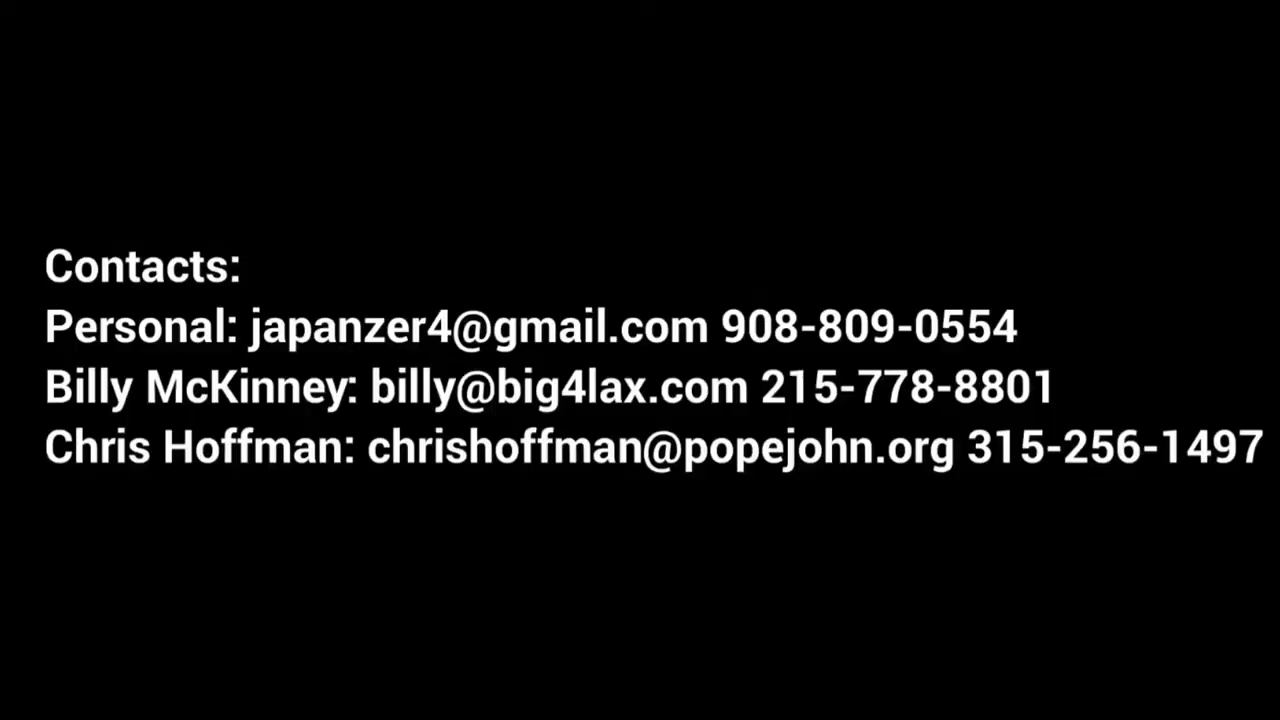 Contacts:
Personal: japanzer4@gmail.com 908-809-0554
Billy McKinney: billy@big4lax.com 215-778-8801
Chris Hoffman: chrishoffman@popejohn.org 315-256-1497